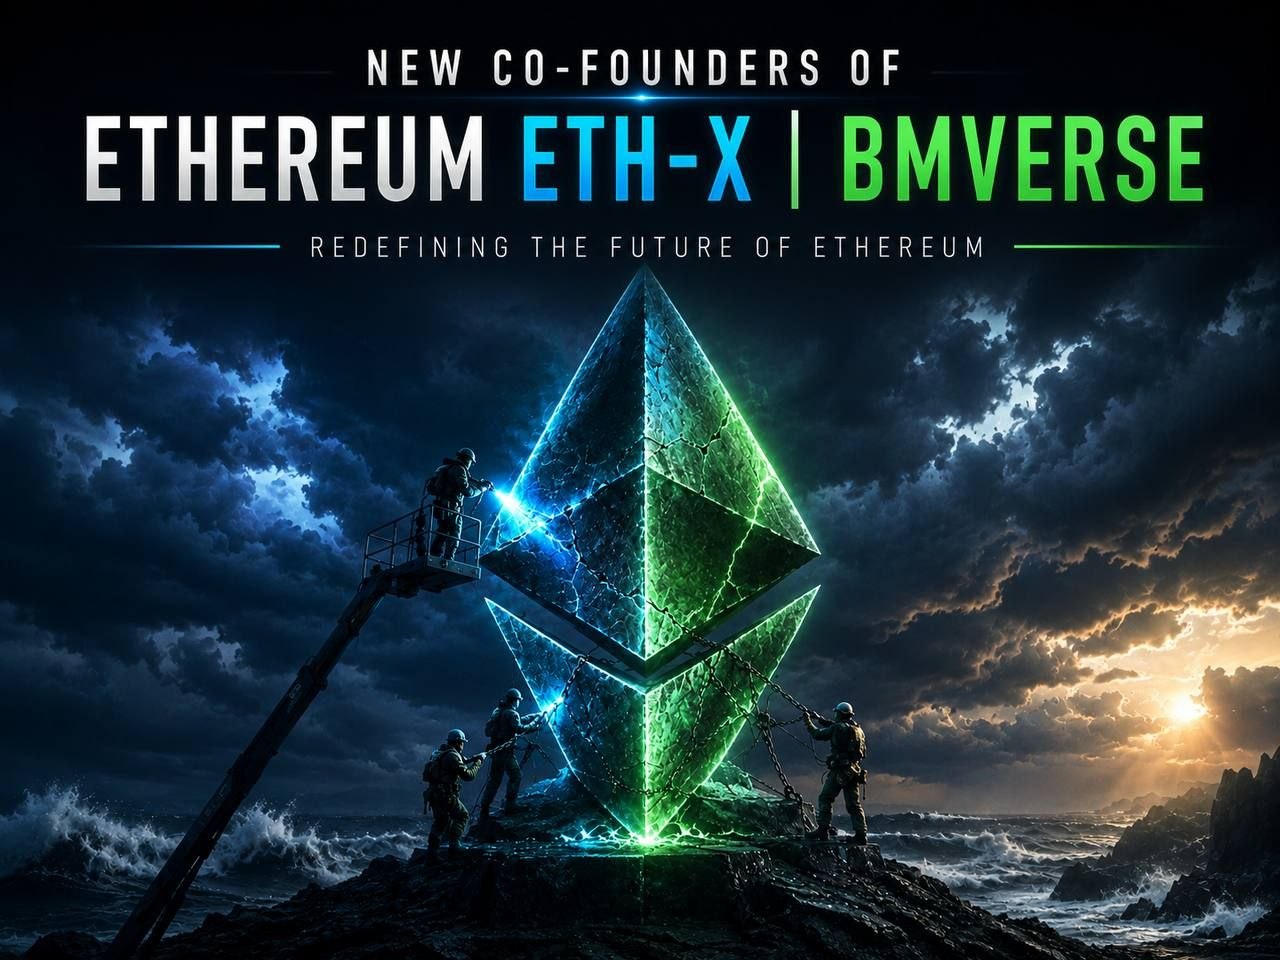 NEW CO-FOUNDERS OF
ETHEREUM ETH-X | BMVERSE
REDEFINING THE FUTURE OF ETHEREUM